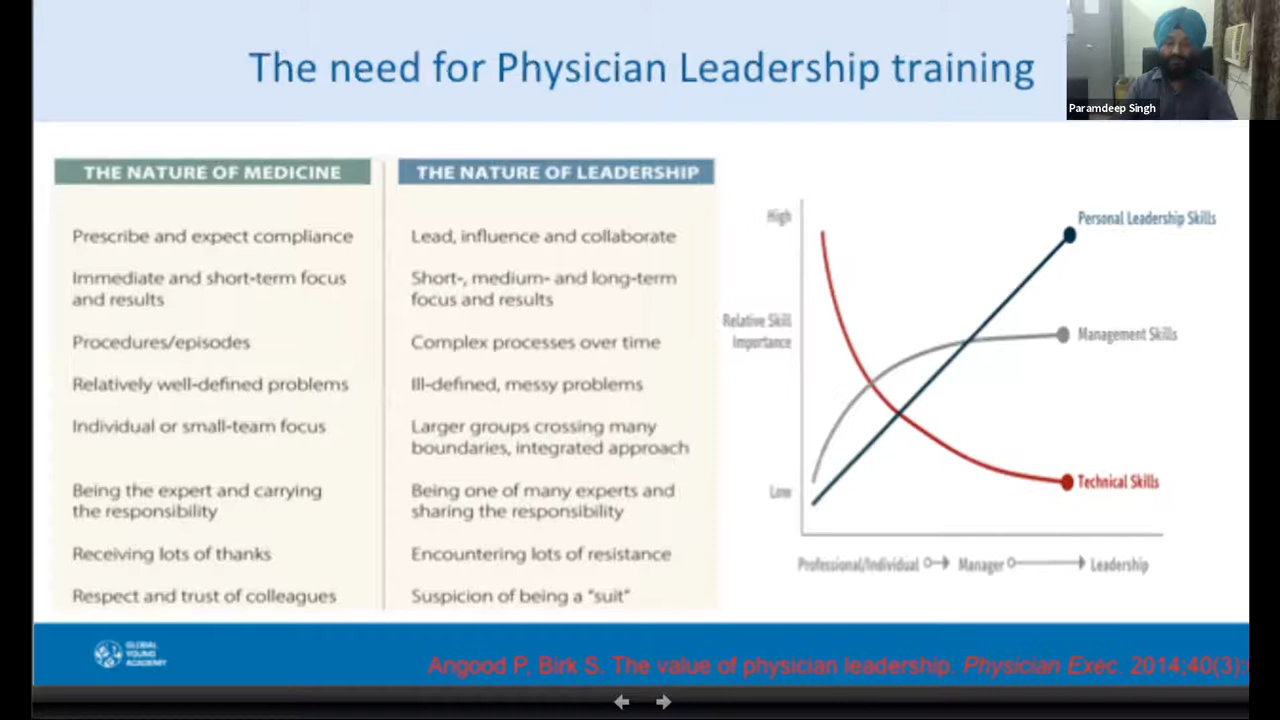 The need for Physician Leadership training
Paramdeep Singh
THE NATURE OF MEDICINE
Prescribe and expect compliance
Immediate and short-term focus
and results
Procedures/episodes
Relatively well-defined problems
Individual or small-team focus
Being the expert and carrying
the responsibility
Receiving lots of thanks
Respect and trust of colleagues
THE NATURE OF LEADERSHIP
Lead, influence and collaborate
Short-, medium- and long-term
focus and results
Complex processes over time
Ill-defined, messy problems
Larger groups crossing many
boundaries, integrated approach
Being one of many experts and
sharing the responsibility
Encountering lots of resistance
Suspicion of being a "suit"
High
Relative Skill
Importance
Low
Personal Leadership Skills
Management Skills
Technical Skills
Professional/Individual Manager Leadership
GLOBAL
YOUNG
ACADEMY
Angood P, Birk S. The value of physician leadership. Physician Exec. 2014;40(3):